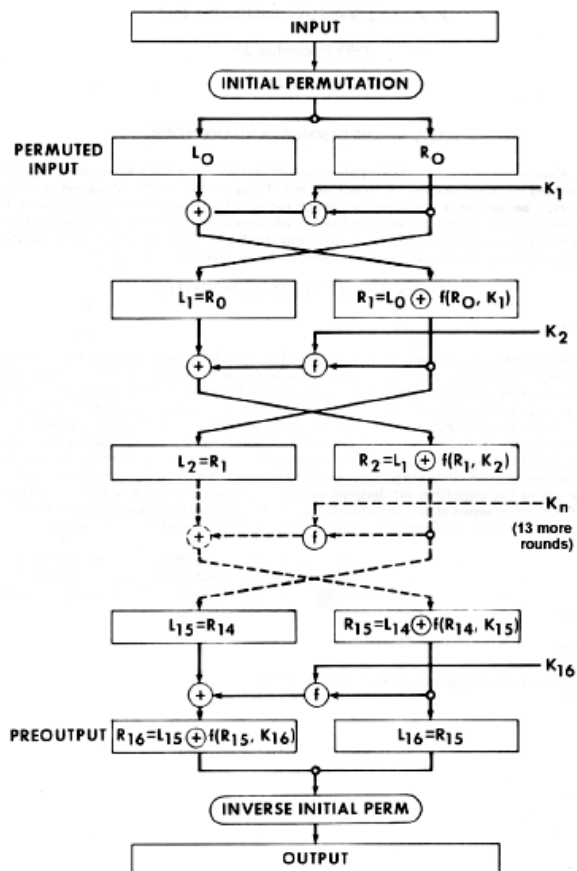 INPUT
INITIAL PERMUTATION
PERMUTED
INPUT
L0
R0
K1
+
f
L1=R0
R1=L0 ⊕ f(R0, K1)
K2
+
f
L2=R1
R2=L1 ⊕ f(R1, K2)
Kn
(13 more
rounds)
+
f
L15=R14
R15=L14 ⊕ f(R14, K15)
K16
+
f
PREOUTPUT
R16=L15 ⊕ f(R15, K16)
L16=R15
INVERSE INITIAL PERM
OUTPUT